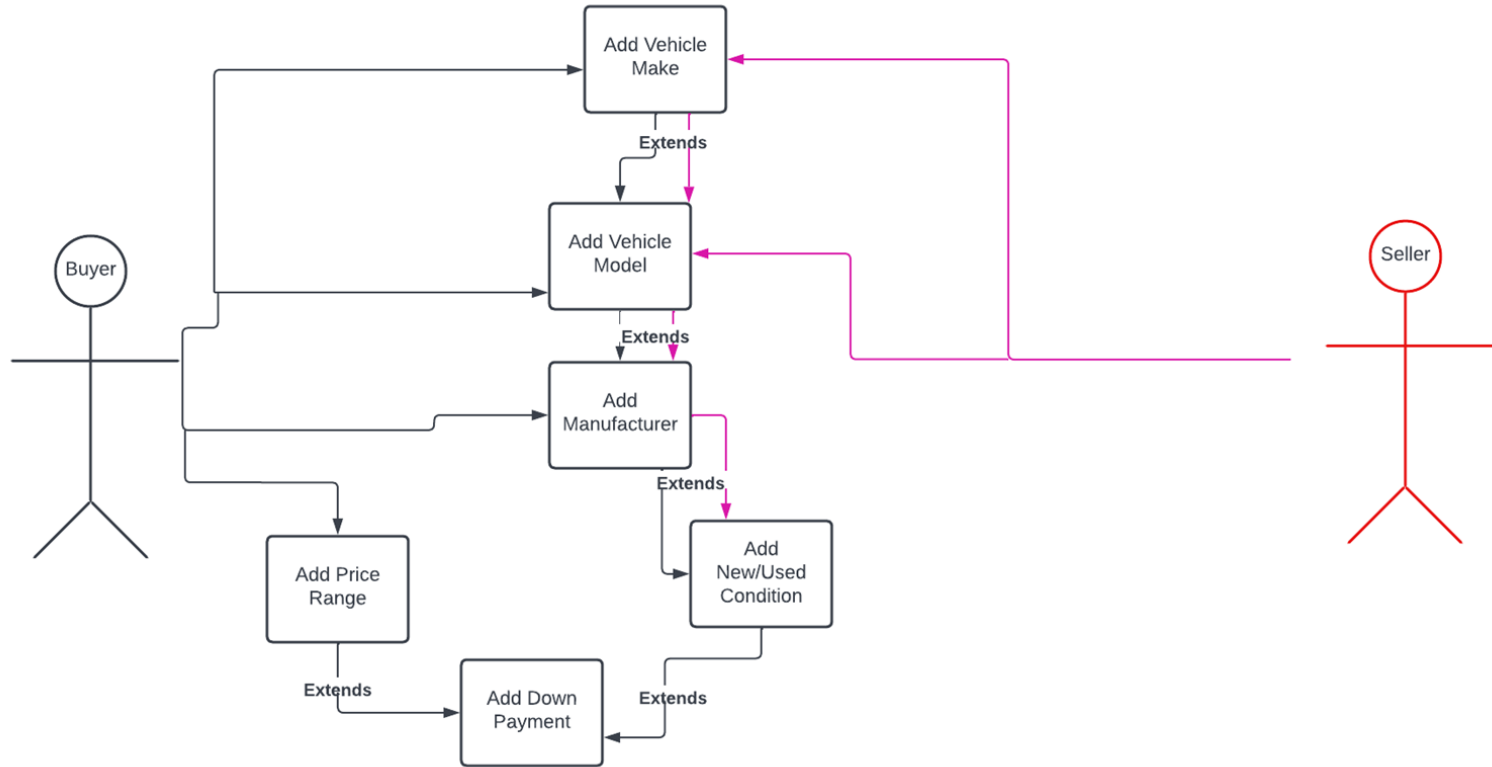 Add Vehicle
Make
Extends
Add Vehicle
Model
Buyer
Seller
Extends
Add
Manufacturer
Extends
Add
New/Used
Condition
Add Price
Range
Extends
Extends
Add Down
Payment